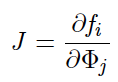 J = ∂f_i / ∂Φ_j